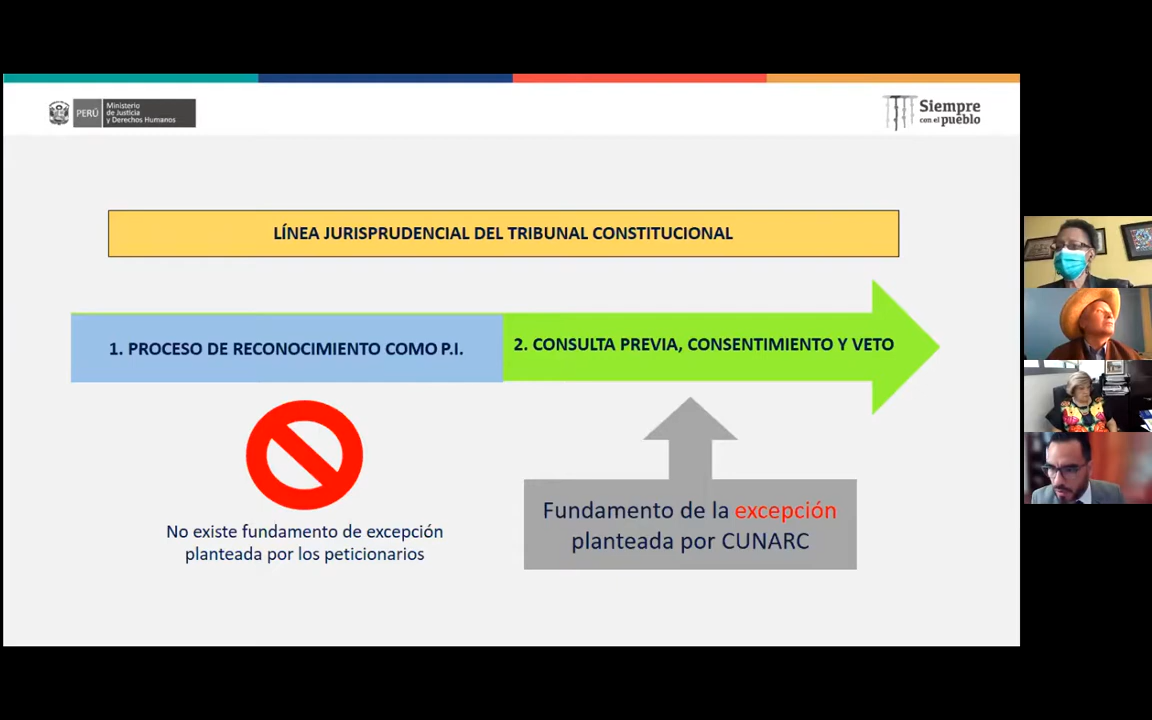 PERÚ
Ministerio
de Justicia
y Derechos Humanos
Siempre
con el pueblo
LÍNEA JURISPRUDENCIAL DEL TRIBUNAL CONSTITUCIONAL
1. PROCESO DE RECONOCIMIENTO COMO P.I.
2. CONSULTA PREVIA, CONSENTIMIENTO Y VETO
No existe fundamento de excepción
planteada por los peticionarios
Fundamento de la excepción
planteada por CUNARC